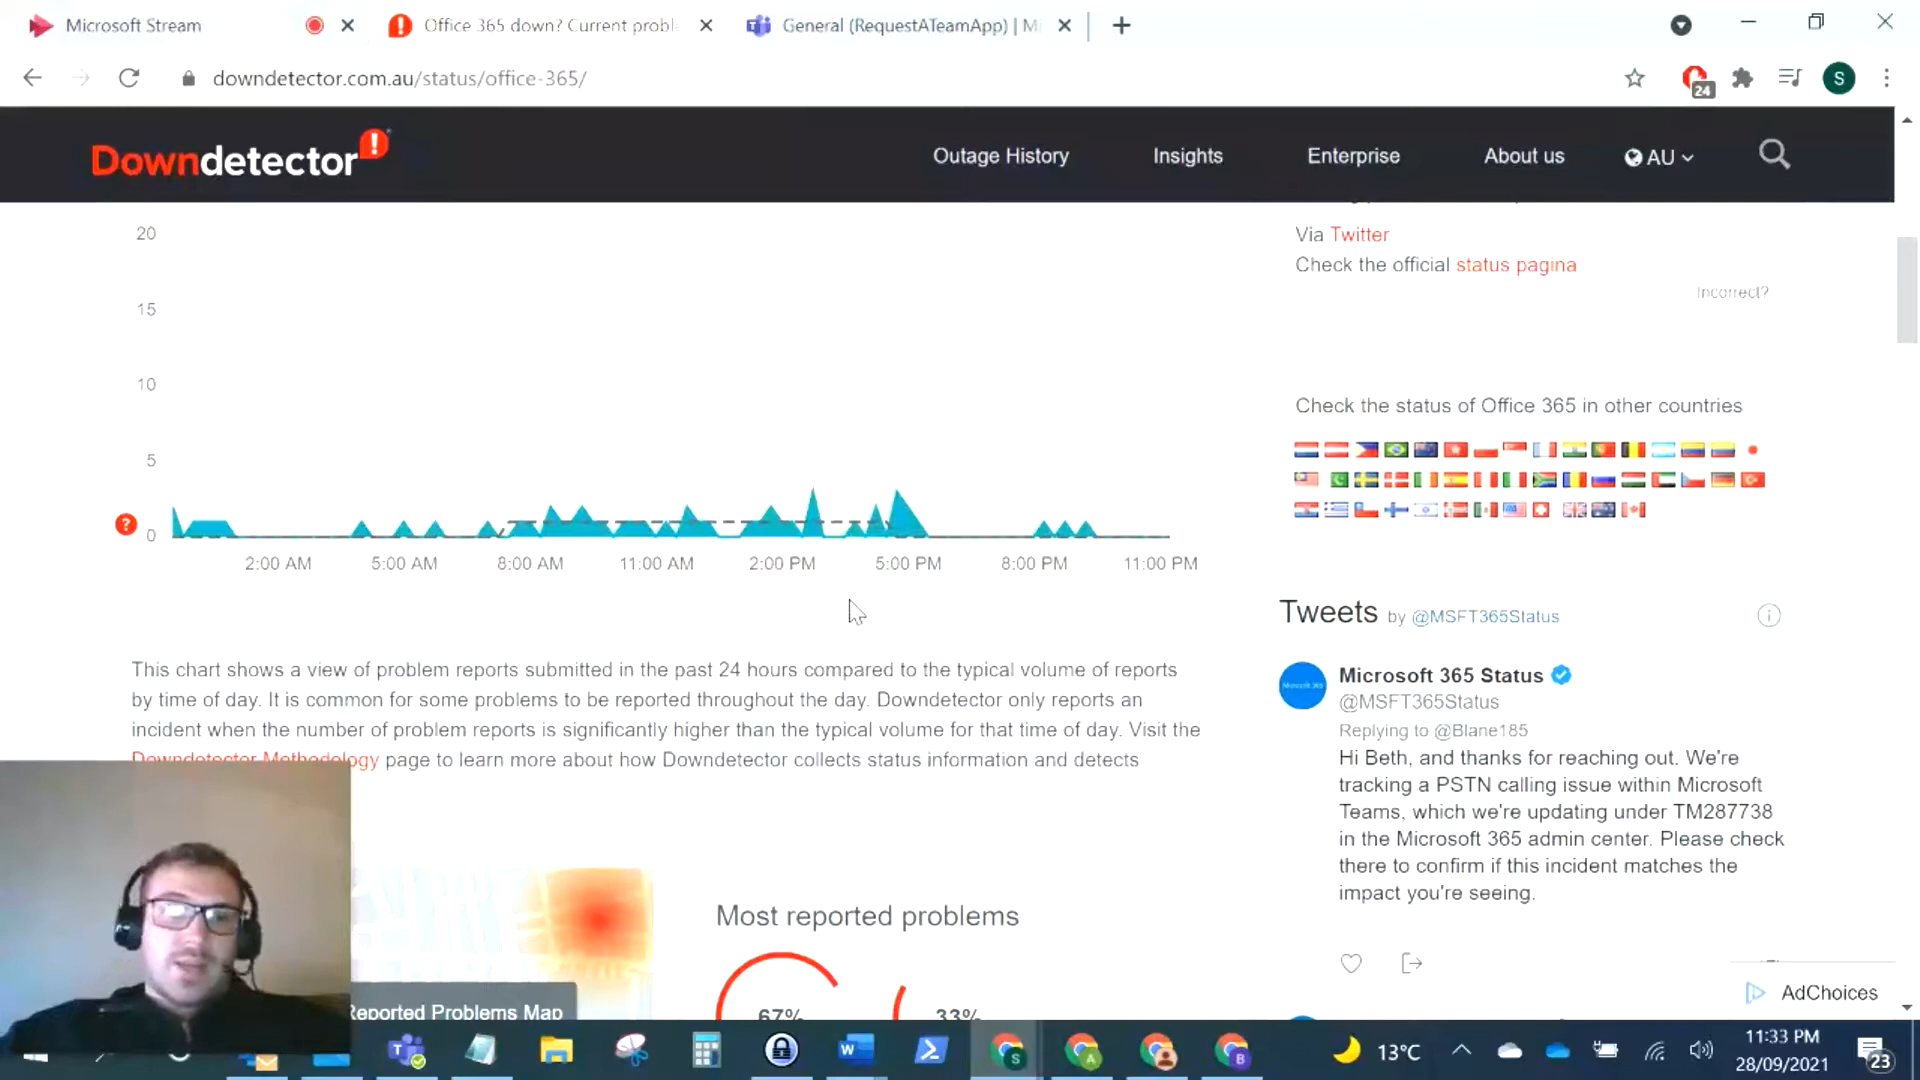 Microsoft Stream
Office 365 down? Current probl
General (RequestATeamApp) | Mi
downdetector.com.au/status/office-365/
24
S
Downdetector
Outage History
Insights
Enterprise
About us
AU
20
15
10
5
0
2:00 AM
5:00 AM
8:00 AM
11:00 AM
2:00 PM
5:00 PM
8:00 PM
11:00 PM
This chart shows a view of problem reports submitted in the past 24 hours compared to the typical volume of reports
by time of day. It is common for some problems to be reported throughout the day. Downdetector only reports an
incident when the number of problem reports is significantly higher than the typical volume for that time of day. Visit the
Downdetector Methodology page to learn more about how Downdetector collects status information and detects
Reported Problems Map
Most reported problems
67%
33%
Via Twitter
Check the official status pagina
Incorrect?
Check the status of Office 365 in other countries
Tweets by @MSFT365Status
Microsoft 365 Status
@MSFT365Status
Replying to @Blane185
Hi Beth, and thanks for reaching out. We're
tracking a PSTN calling issue within Microsoft
Teams, which we're updating under TM287738
in the Microsoft 365 admin center. Please check
there to confirm if this incident matches the
impact you're seeing.
AdChoices
13°C
11:33 PM
28/09/2021
23